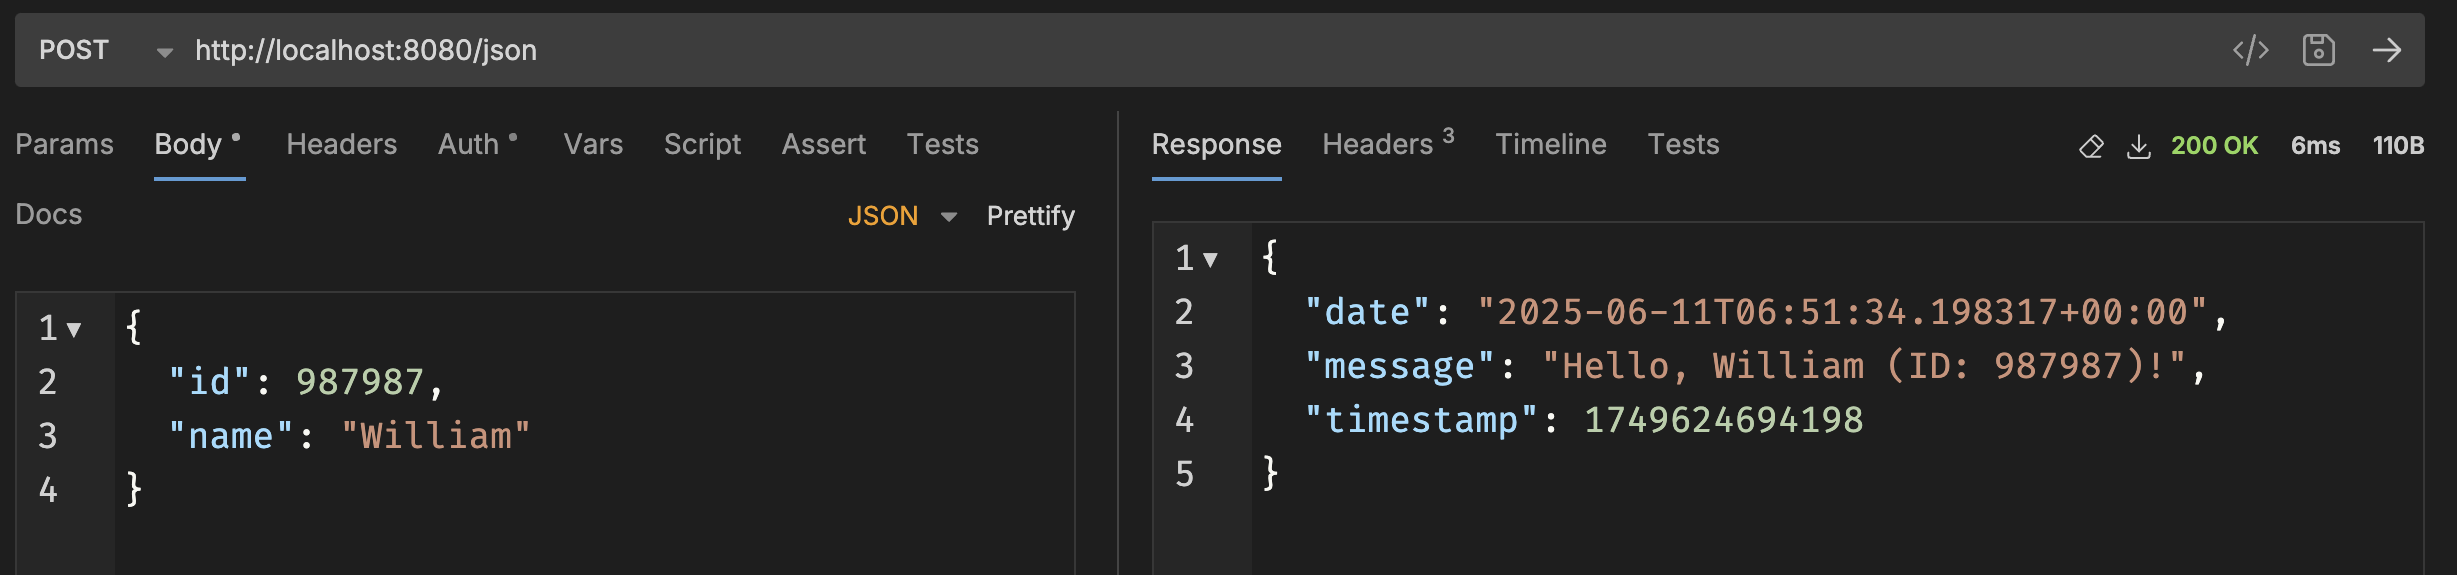 POST http://localhost:8080/json
Params Body Headers Auth Vars Script Assert Tests
Docs JSON Prettify
1 {
2 "id": 987987,
3 "name": "William"
4 }
Response Headers 3 Timeline Tests 200 OK 6ms 110B
1 {
2 "date": "2025-06-11T06:51:34.198317+00:00",
3 "message": "Hello, William (ID: 987987)!",
4 "timestamp": 1749624694198
5 }